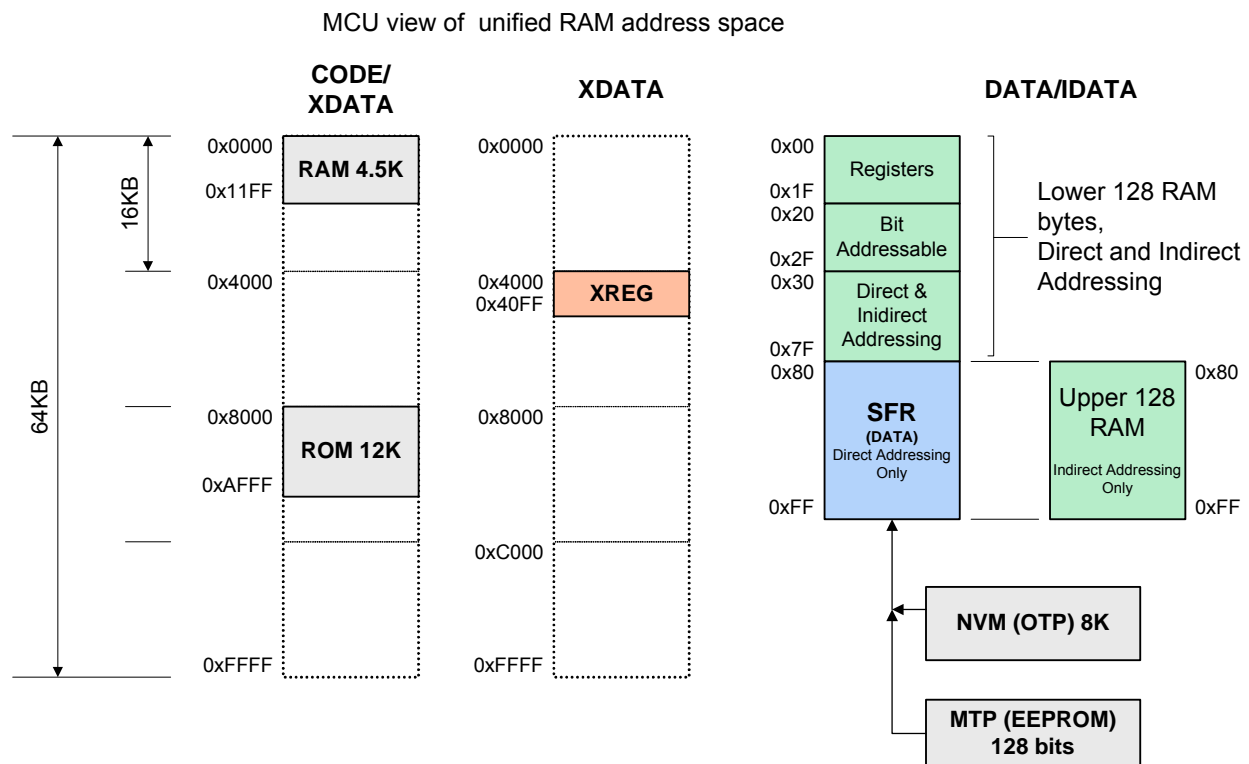 MCU view of  unified RAM address space
CODE/
XDATA
XDATA
DATA/IDATA
64KB
16KB
0x0000
RAM 4.5K
0x11FF
0x4000
0x8000
ROM 12K
0xAFFF
0xFFFF
0x0000
0x4000
XREG
0x40FF
0x8000
0xC000
0xFFFF
0x00
Registers
0x1F
0x20
Bit
Addressable
0x2F
0x30
Direct &
Inidirect
Addressing
0x7F
Lower 128 RAM
bytes,
Direct and Indirect
Addressing
0x80
SFR
(DATA)
Direct Addressing
Only
0xFF
Upper 128
RAM
Indirect Addressing
Only
0x80
0xFF
NVM (OTP) 8K
MTP (EEPROM)
128 bits